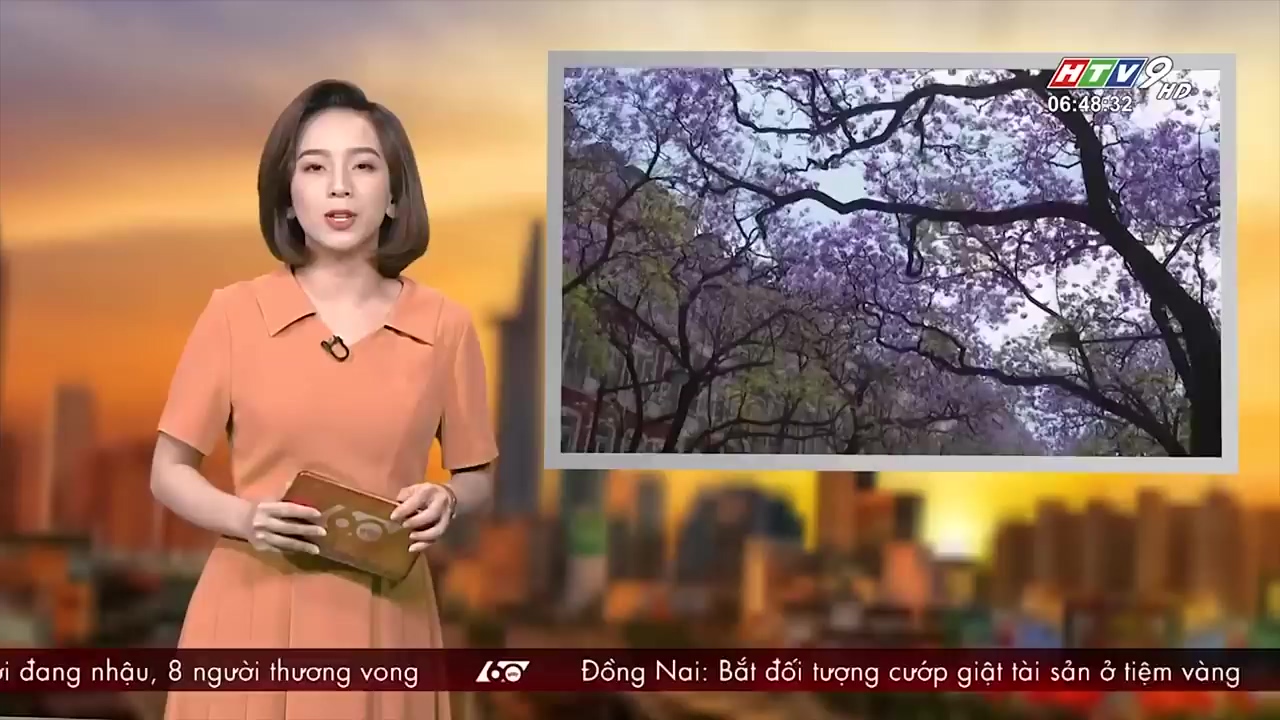 HTV9
HD
06:48:32
đang nhậu, 8 người thương vong
60
Đồng Nai: Bắt đối tượng cướp giật tài sản ở tiệm vàng